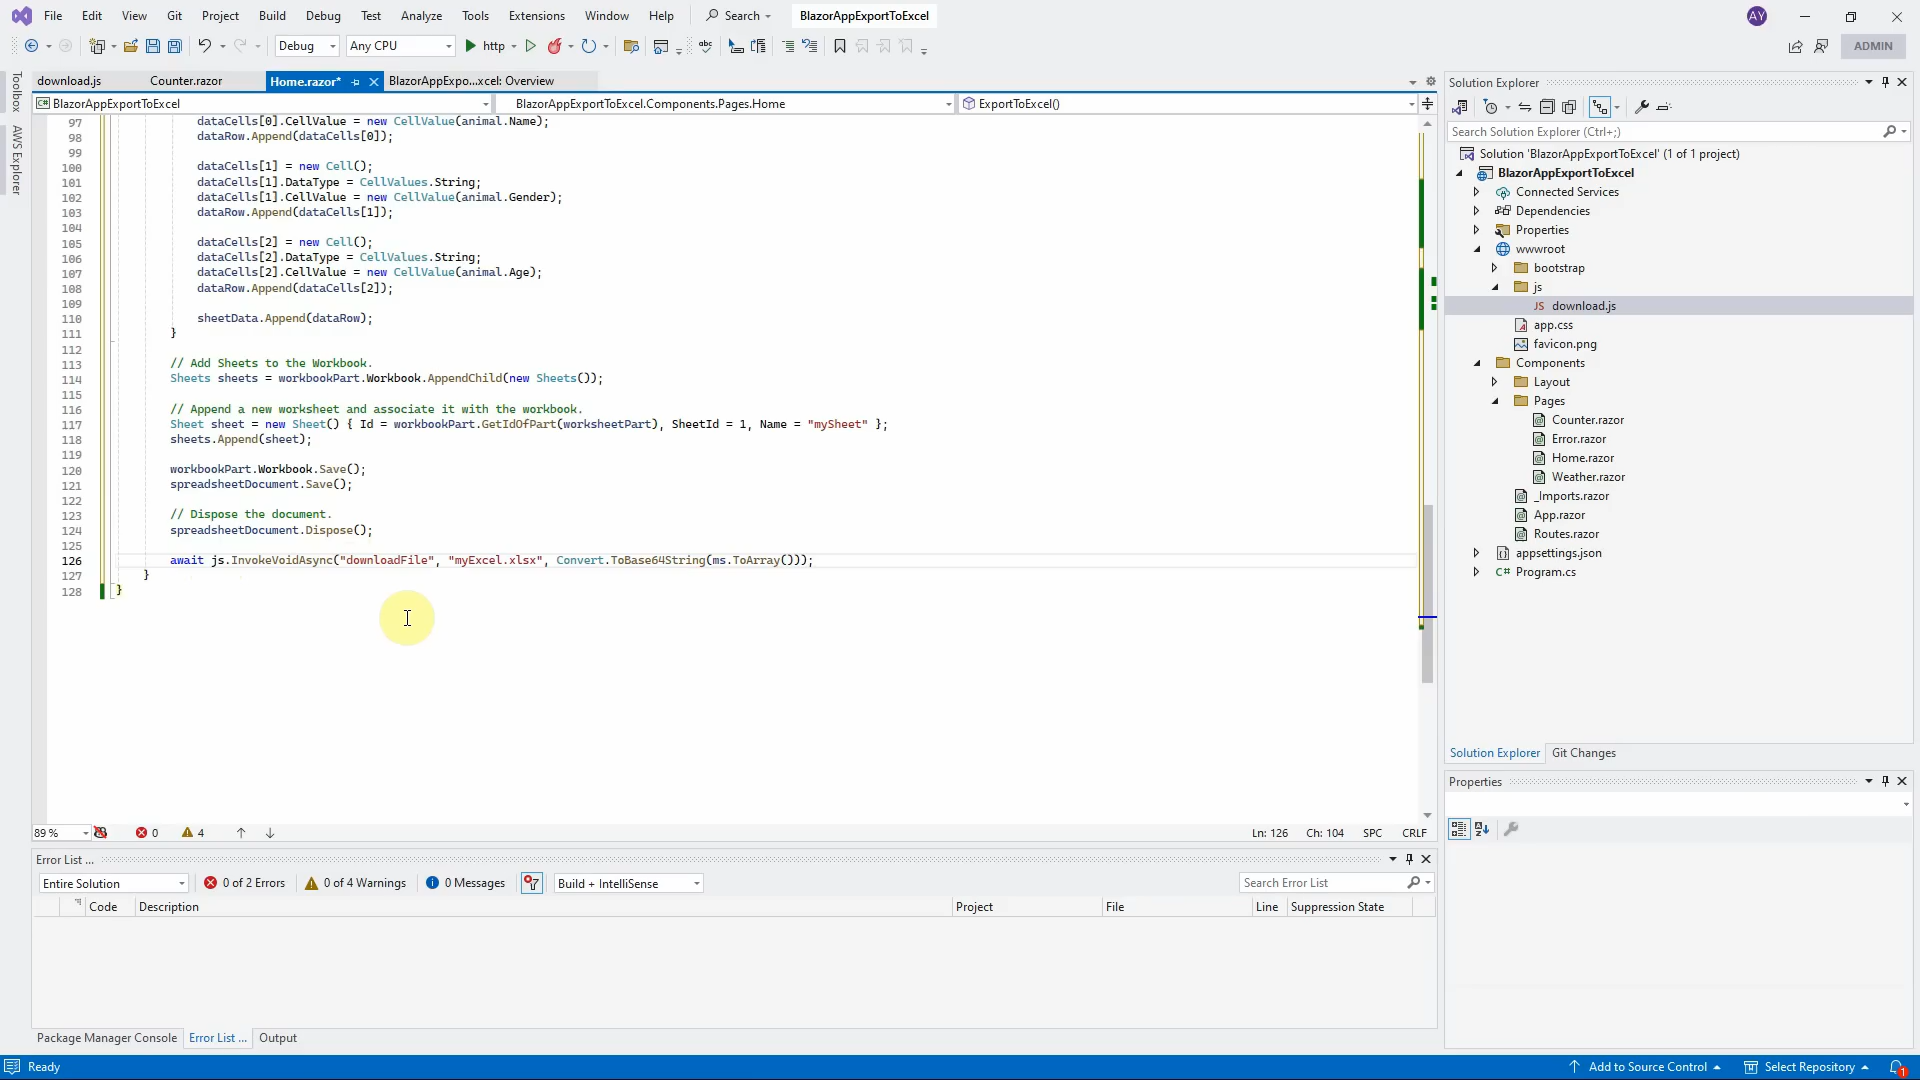 File Edit View Git Project Build Debug Test Analyze Tools Extensions Window Help Search BlazorAppExportToExcel AY
Debug Any CPU http ADMIN
download.js Counter.razor Home.razor* BlazorAppExpo...xcel: Overview
BlazorAppExportToExcel BlazorAppExportToExcel.Components.Pages.Home ExportToExcel()
Toolbox
AWS Explorer
97 dataCells[0].CellValue = new CellValue(animal.Name);
98 dataRow.Append(dataCells[0]);
99
100 dataCells[1] = new Cell();
101 dataCells[1].DataType = CellValues.String;
102 dataCells[1].CellValue = new CellValue(animal.Gender);
103 dataRow.Append(dataCells[1]);
104
105 dataCells[2] = new Cell();
106 dataCells[2].DataType = CellValues.String;
107 dataCells[2].CellValue = new CellValue(animal.Age);
108 dataRow.Append(dataCells[2]);
109
110 sheetData.Append(dataRow);
111 }
112
113 // Add Sheets to the Workbook.
114 Sheets sheets = workbookPart.Workbook.AppendChild(new Sheets());
115
116 // Append a new worksheet and associate it with the workbook.
117 Sheet sheet = new Sheet() { Id = workbookPart.GetIdOfPart(worksheetPart), SheetId = 1, Name = "mySheet" };
118 sheets.Append(sheet);
119
120 workbookPart.Workbook.Save();
121 spreadsheetDocument.Save();
122
123 // Dispose the document.
124 spreadsheetDocument.Dispose();
125
126 await js.InvokeVoidAsync("downloadFile", "myExcel.xlsx", Convert.ToBase64String(ms.ToArray()));
127 }
128 }
89 % 0 4 Ln: 126 Ch: 104 SPC CRLF
Error List ...
Entire Solution 0 of 2 Errors 0 of 4 Warnings 0 Messages Build + IntelliSense Search Error List
Code Description Project File Line Suppression State
Package Manager Console Error List ... Output
Solution Explorer
Search Solution Explorer (Ctrl+;)
Solution 'BlazorAppExportToExcel' (1 of 1 project)
BlazorAppExportToExcel
Connected Services
Dependencies
Properties
wwwroot
bootstrap
js
JS download.js
app.css
favicon.png
Components
Layout
Pages
Counter.razor
Error.razor
Home.razor
Weather.razor
_Imports.razor
App.razor
Routes.razor
appsettings.json
C# Program.cs
Solution Explorer Git Changes
Properties
Ready Add to Source Control Select Repository 1